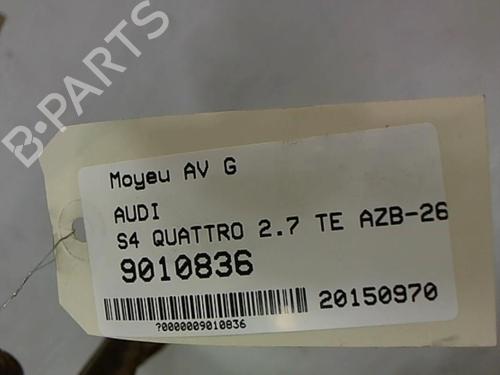 B-PARTS
Moyeu AV G
AUDI
S4 QUATTRO 2.7 TE AZB-26
9010836
20150970
?0000009010836